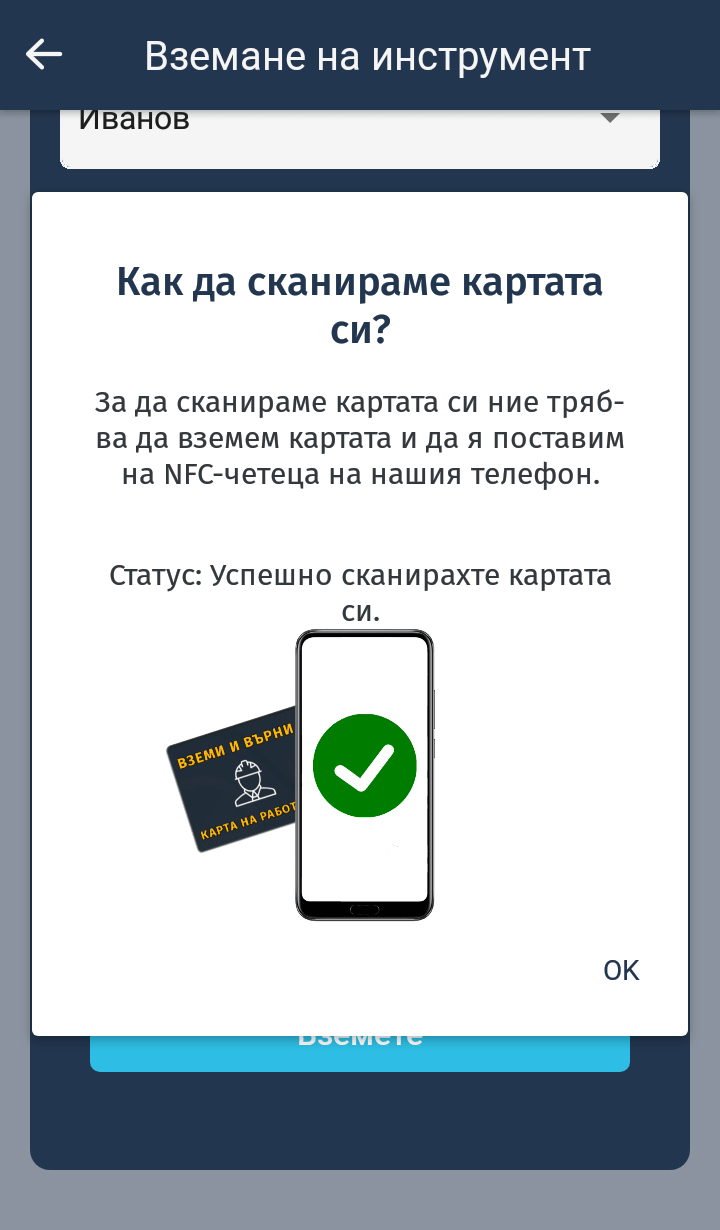 Вземане на инструмент
Иванов
Как да сканираме картата
си?
За да сканираме картата си ние тряб-
ва да вземем картата и да я поставим
на NFC-четеца на нашия телефон.
Статус: Успешно сканирахте картата
си.
ВЗЕМИ И ВЪРНИ
КАРТА НА РАБОТ
OK
Вземете